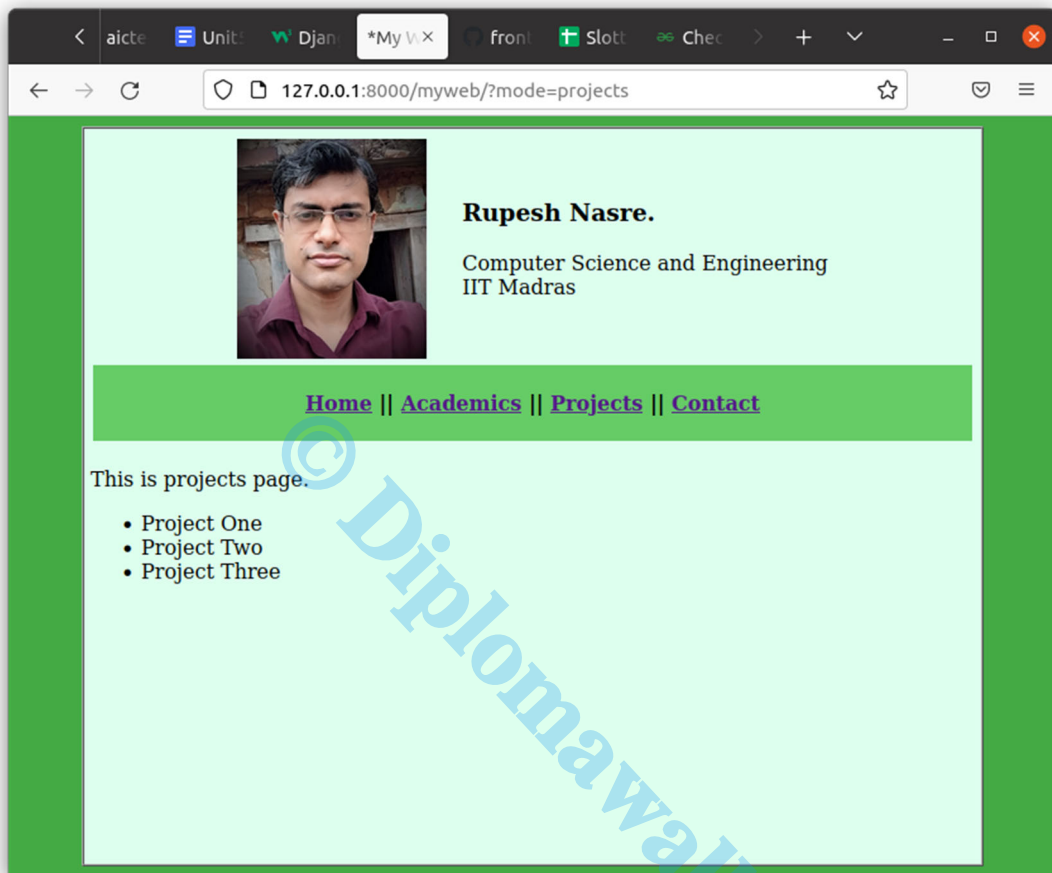 aicte Unit Djan *My W front Slott Chec
127.0.0.1:8000/myweb/?mode=projects
Rupesh Nasre.
Computer Science and Engineering
IIT Madras
Home || Academics || Projects || Contact
This is projects page.
• Project One
• Project Two
• Project Three
© Diplomawal